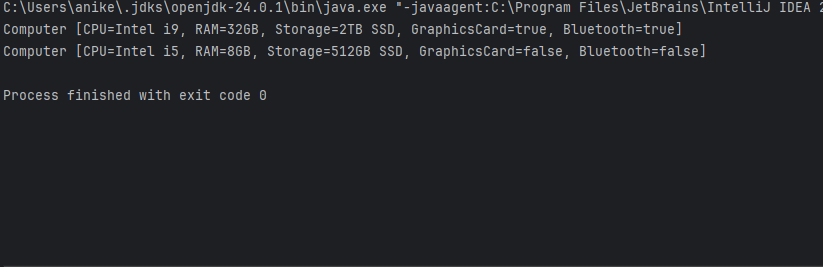 C:\Users\anike\.jdks\openjdk-24.0.1\bin\java.exe "-javaagent:C:\Program Files\JetBrains\IntelliJ IDEA 2
Computer [CPU=Intel i9, RAM=32GB, Storage=2TB SSD, GraphicsCard=true, Bluetooth=true]
Computer [CPU=Intel i5, RAM=8GB, Storage=512GB SSD, GraphicsCard=false, Bluetooth=false]
Process finished with exit code 0